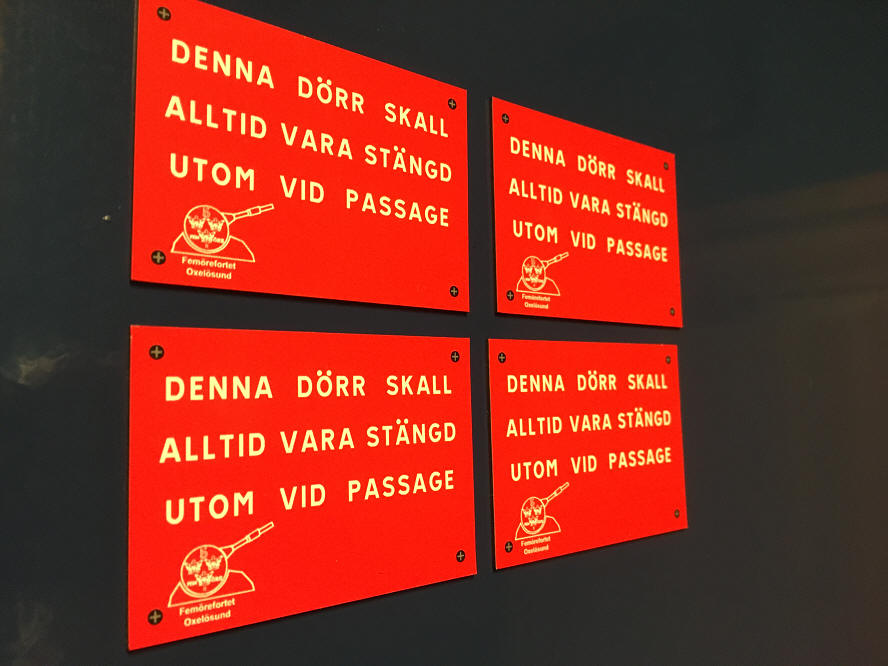 DENNA DÖRR SKALL
ALLTID VARA STÄNGD
UTOM VID PASSAGE
Femörefortet
Oxelösund
DENNA DÖRR SKALL
ALLTID VARA STÄNGD
UTOM VID PASSAGE
Femörefortet
Oxelösund
DENNA DÖRR SKALL
ALLTID VARA STÄNGD
UTOM VID PASSAGE
Femörefortet
Oxelösund
DENNA DÖRR SKALL
ALLTID VARA STÄNGD
UTOM VID PASSAGE
Femörefortet
Oxelösund